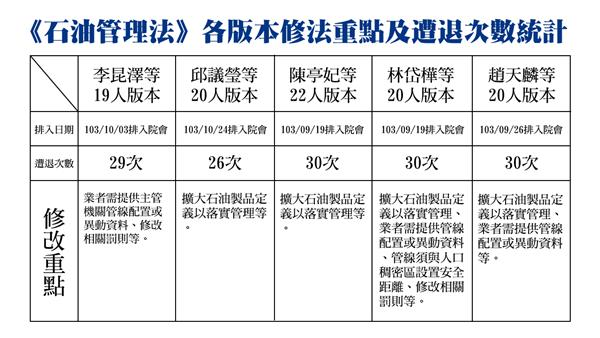 《石油管理法》各版本修法重點及遭退次數統計
李昆澤等
19人版本
邱議瑩等
20人版本
陳亭妃等
22人版本
林岱樺等
20人版本
趙天麟等
20人版本
排入日期
103/10/03排入院會
103/10/24排入院會
103/09/19排入院會
103/09/19排入院會
103/09/26排入院會
遭退次數
29次
26次
30次
30次
30次
修改重點
業者需提供主管
機關管線配置或
異動資料、修改
相關罰則等。
擴大石油製品定
義以落實管理等
。
擴大石油製品定
義以落實管理等
。
擴大石油製品定
義以落實管理、
業者需提供管線
配置或異動資料
、管線須與人口
稠密區設置安全
距離、修改相關
罰則等。
擴大石油製品定
義以落實管理、
業者需提供管線
配置或異動資料
等。